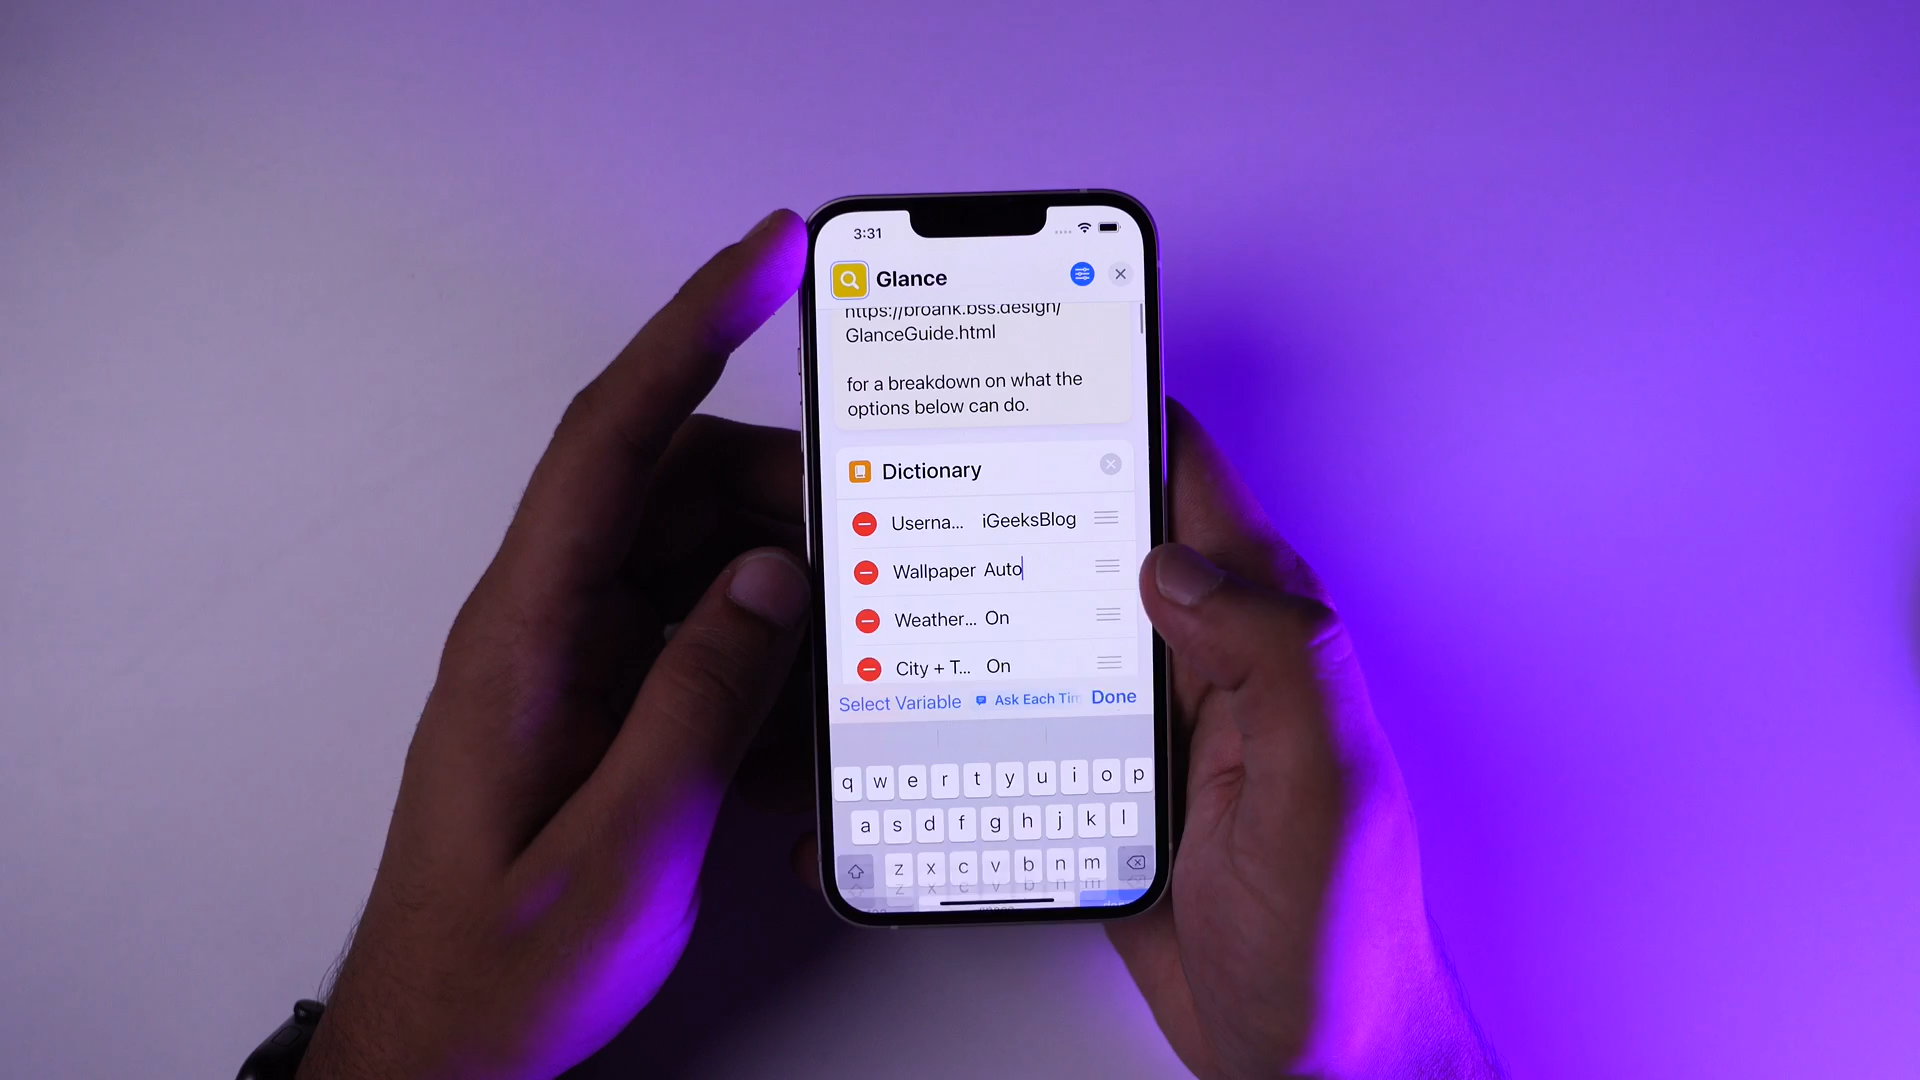 3:31
Glance
https://broank.bss.design/
GlanceGuide.html
for a breakdown on what the
options below can do.
Dictionary
Userna... iGeeksBlog
Wallpaper Auto
Weather... On
City + T... On
Select Variable Ask Each Tim Done
q w e r t y u i o p
a s d f g h j k l
z x c v b n m